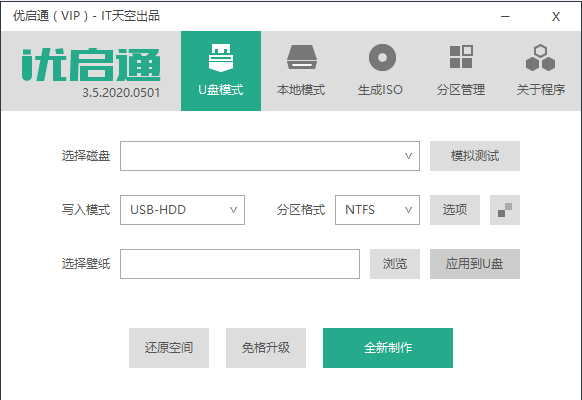 优启通（VIP）- IT天空出品
优启通
3.5.2020.0501
U盘模式
本地模式
生成ISO
分区管理
关于程序
选择磁盘
模拟测试
写入模式
USB-HDD
分区格式
NTFS
选项
选择壁纸
浏览
应用到U盘
还原空间
免格升级
全新制作